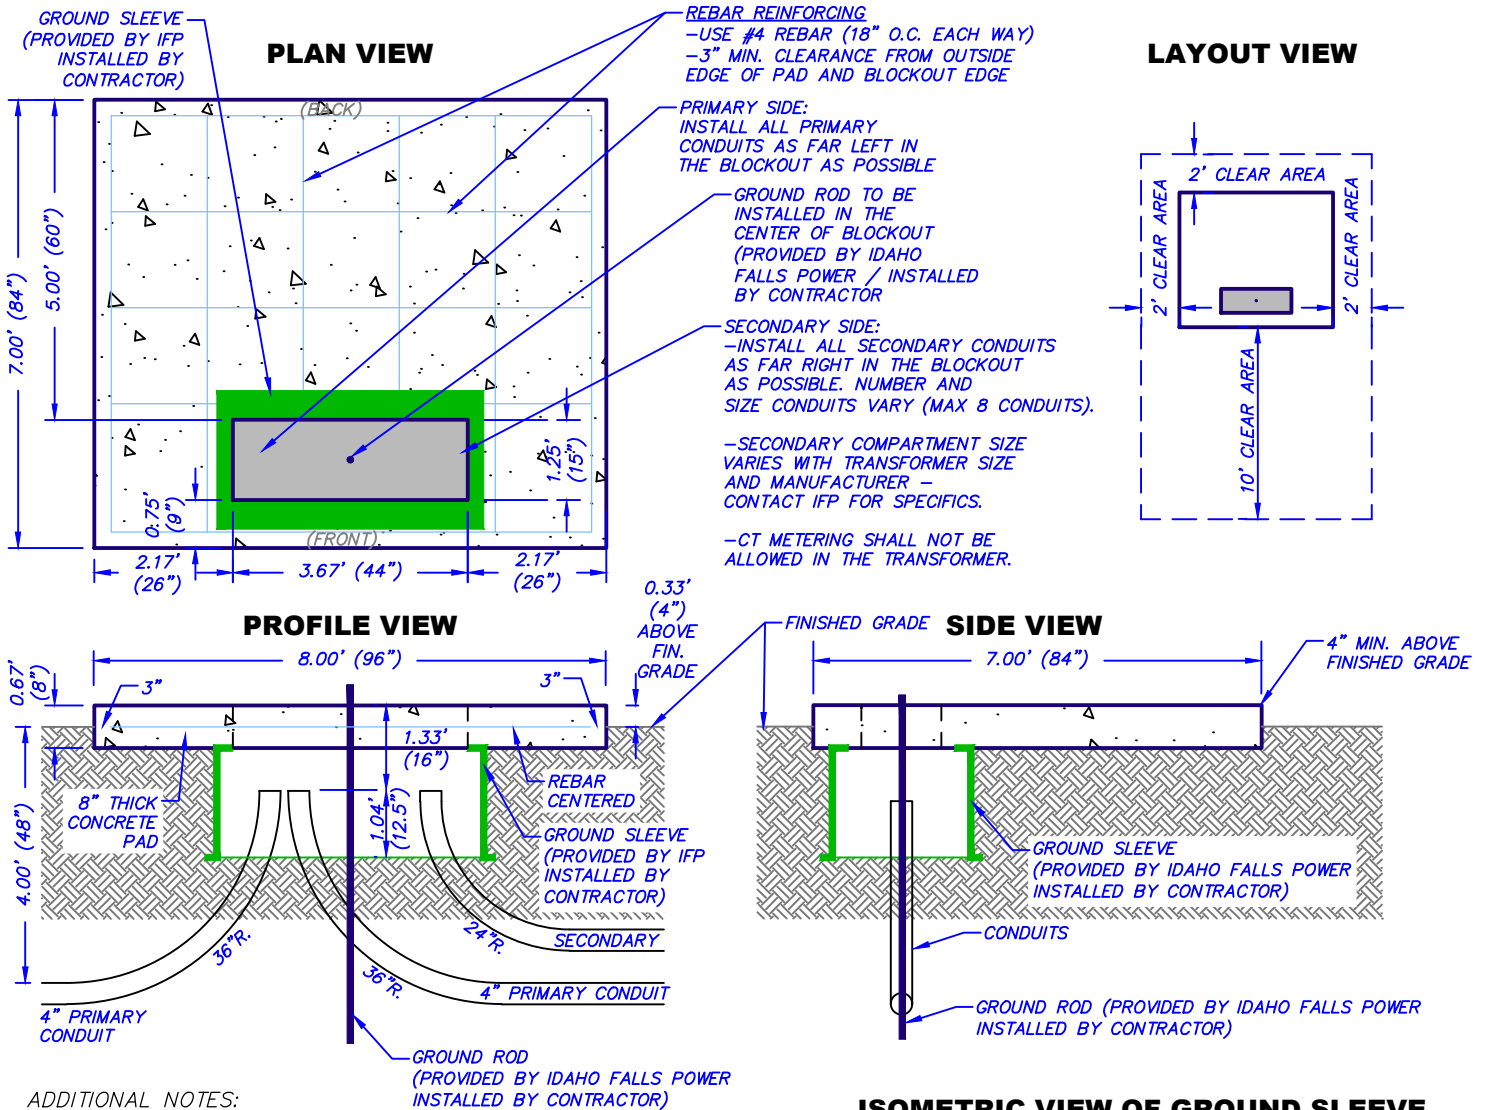 GROUND SLEEVE
(PROVIDED BY IFP
INSTALLED BY
CONTRACTOR)
PLAN VIEW
REBAR REINFORCING
-USE #4 REBAR (18" O.C. EACH WAY)
-3" MIN. CLEARANCE FROM OUTSIDE
EDGE OF PAD AND BLOCKOUT EDGE
LAYOUT VIEW
(BACK)
PRIMARY SIDE:
INSTALL ALL PRIMARY
CONDUITS AS FAR LEFT IN
THE BLOCKOUT AS POSSIBLE
GROUND ROD TO BE
INSTALLED IN THE
CENTER OF BLOCKOUT
(PROVIDED BY IDAHO
FALLS POWER / INSTALLED
BY CONTRACTOR
SECONDARY SIDE:
-INSTALL ALL SECONDARY CONDUITS
AS FAR RIGHT IN THE BLOCKOUT
AS POSSIBLE. NUMBER AND
SIZE CONDUITS VARY (MAX 8 CONDUITS).
-SECONDARY COMPARTMENT SIZE
VARIES WITH TRANSFORMER SIZE
AND MANUFACTURER -
CONTACT IFP FOR SPECIFICS.
-CT METERING SHALL NOT BE
ALLOWED IN THE TRANSFORMER.
7.00' (84")
5.00' (60")
0.75'
(9")
1.25'
(15")
(FRONT)
2.17'
(26")
3.67' (44")
2.17'
(26")
2' CLEAR AREA
2' CLEAR AREA
2' CLEAR AREA
10' CLEAR AREA
PROFILE VIEW
8.00' (96")
0.67'
(8")
3"
3"
0.33'
(4")
ABOVE
FIN.
GRADE
FINISHED GRADE
1.33'
(16")
1.04'
(12.5")
4.00' (48")
8" THICK
CONCRETE
PAD
REBAR
CENTERED
GROUND SLEEVE
(PROVIDED BY IFP
INSTALLED BY
CONTRACTOR)
36"R.
36"R.
24"R.
SECONDARY
4" PRIMARY CONDUIT
4" PRIMARY
CONDUIT
GROUND ROD
(PROVIDED BY IDAHO FALLS POWER
INSTALLED BY CONTRACTOR)
SIDE VIEW
7.00' (84")
4" MIN. ABOVE
FINISHED GRADE
GROUND SLEEVE
(PROVIDED BY IDAHO FALLS POWER
INSTALLED BY CONTRACTOR)
CONDUITS
GROUND ROD (PROVIDED BY IDAHO FALLS POWER
INSTALLED BY CONTRACTOR)
ADDITIONAL NOTES:
ISOMETRIC VIEW OF GROUND SLEEVE